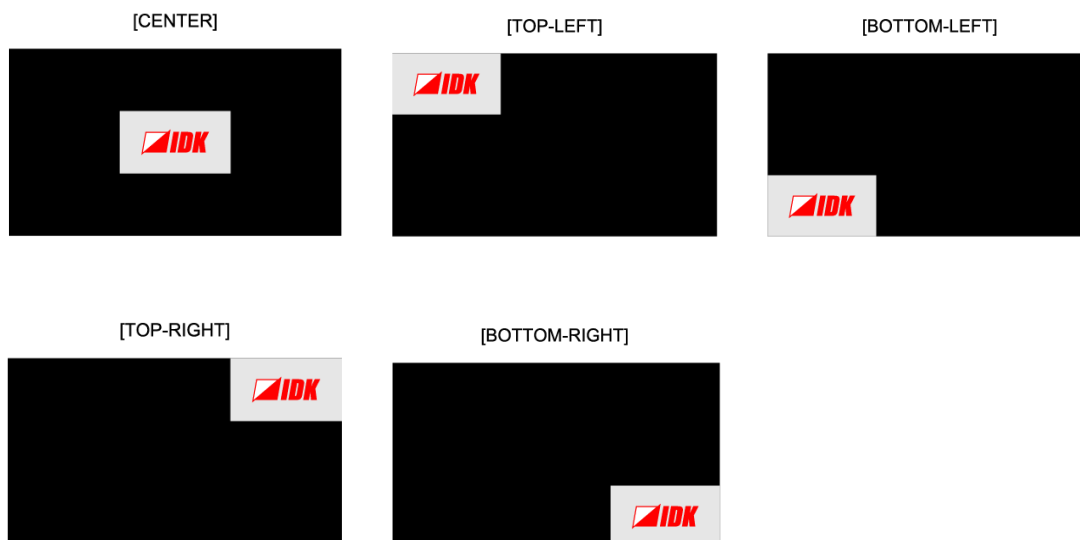 [CENTER]
[TOP-LEFT]
[BOTTOM-LEFT]
IDK
IDK
IDK
[TOP-RIGHT]
[BOTTOM-RIGHT]
IDK
IDK